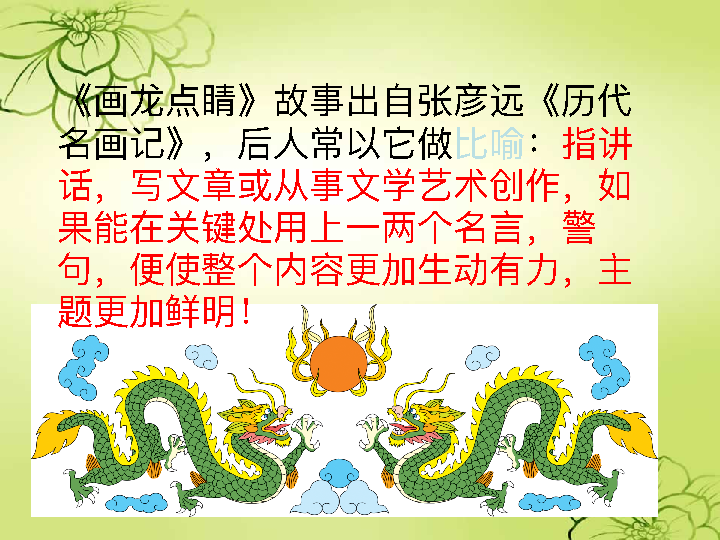 《画龙点睛》故事出自张彦远《历代
名画记》，后人常以它做比喻：指讲
话，写文章或从事文学艺术创作，如
果能在关键处用上一两个名言，警
句，便使整个内容更加生动有力，主
题更加鲜明！